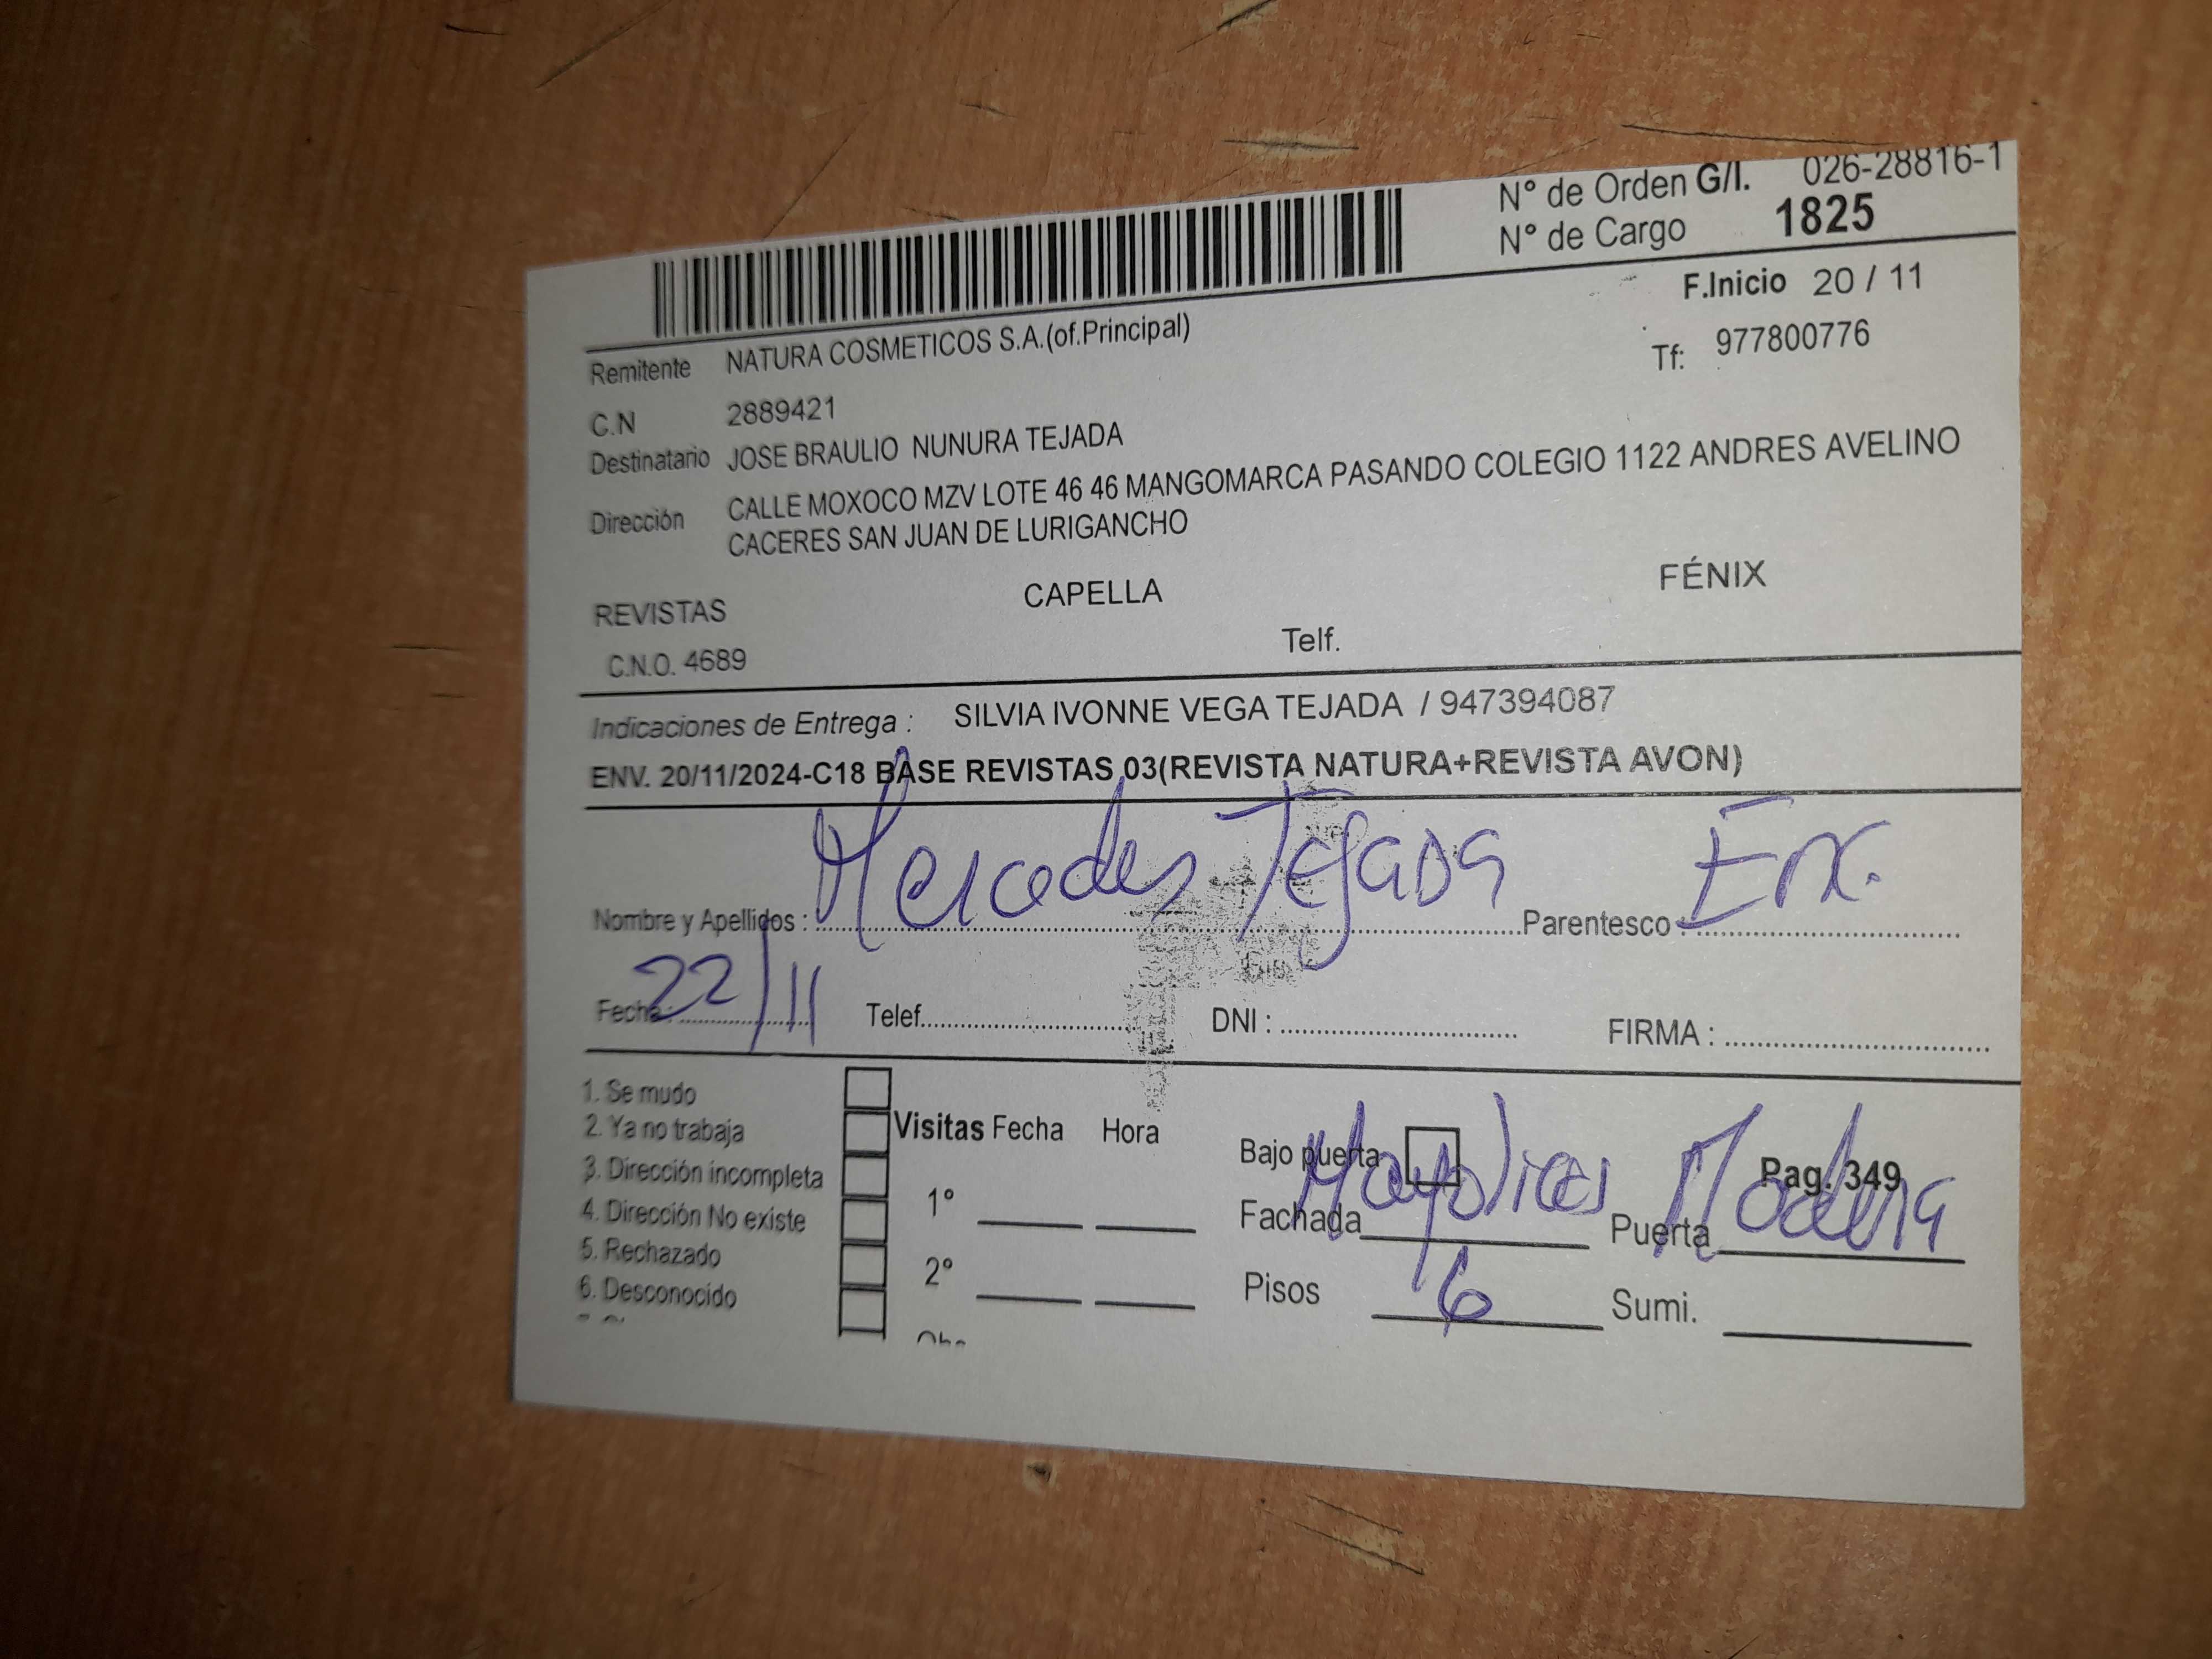 N° de Orden G/I. 026-28816-1
N° de Cargo 1825
F.Inicio 20 / 11
Remitente NATURA COSMETICOS S.A.(of.Principal) Tf: 977800776
C.N 2889421
Destinatario JOSE BRAULIO NUNURA TEJADA
Dirección CALLE MOXOCO MZV LOTE 46 46 MANGOMARCA PASANDO COLEGIO 1122 ANDRES AVELINO
CACERES SAN JUAN DE LURIGANCHO
REVISTAS CAPELLA FÉNIX
C.N.O. 4689 Telf.
Indicaciones de Entrega : SILVIA IVONNE VEGA TEJADA / 947394087
ENV. 20/11/2024-C18 BASE REVISTAS 03(REVISTA NATURA+REVISTA AVON)
Nombre y Apellidos : Mercedes Tejada Parentesco :
Fecha : 22/11 Telef. DNI : FIRMA :
1. Se mudo
2. Ya no trabaja Visitas Fecha Hora Bajo puerta
3. Dirección incompleta Pag. 349
4. Dirección No existe 1° Fachada Mayolicas Puerta Madera
5. Rechazado
6. Desconocido 2° Pisos 6 Sumi.